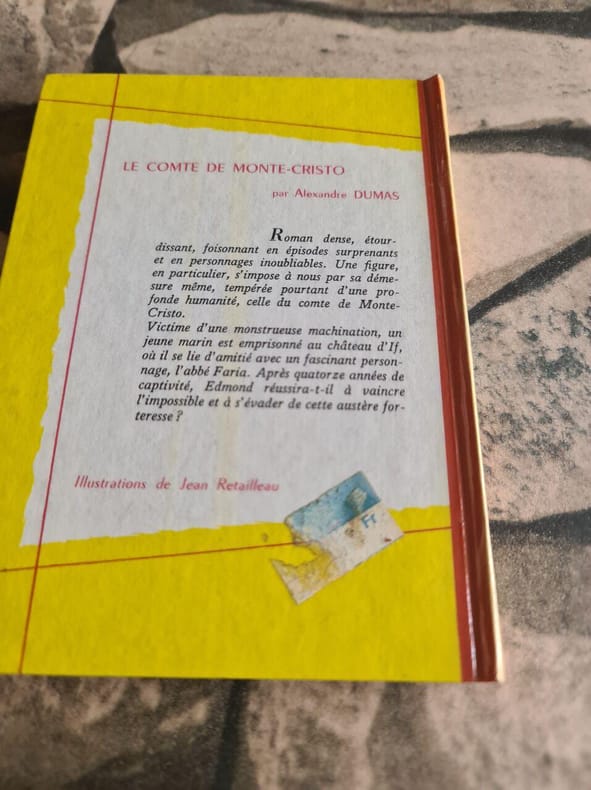 LE COMTE DE MONTE-CRISTO
par Alexandre DUMAS
Roman dense, étour-
dissant, foisonnant en épisodes surprenants
et en personnages inoubliables. Une figure,
en particulier, s'impose à nous par sa déme-
sure même, tempérée pourtant d'une pro-
fonde humanité, celle du comte de Monte-
Cristo.
Victime d'une monstrueuse machination, un
jeune marin est emprisonné au château d'If,
où il se lie d'amitié avec un fascinant person-
nage, l'abbé Faria. Après quatorze années de
captivité, Edmond réussira-t-il à vaincre
l'impossible et à s'évader de cette austère for-
teresse ?
Illustrations de Jean Retailleau
Fr